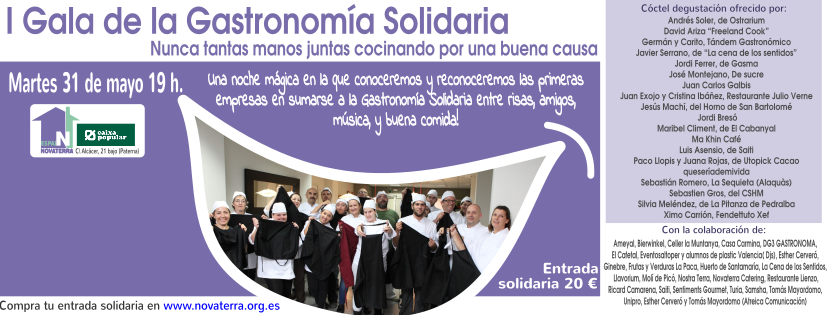 I Gala de la Gastronomía Solidaria
Nunca tantas manos juntas cocinando por una buena causa
Martes 31 de mayo 19 h.
Una noche mágica en la que conoceremos y reconoceremos las primeras
empresas en sumarse a la Gastronomía Solidaria entre risas, amigos,
música, y buena comida!
ESPAI
NOVATERRA
caixa
popular
C\ Alcàcer, 21 bajo (Paterna)
Entrada
solidaria 20 €
Compra tu entrada solidaria en www.novaterra.org.es
Cóctel degustación ofrecido por:
Andrés Soler, de Ostrarium
David Ariza “Freeland Cook”
Germán y Carito, Tándem Gastronómico
Javier Serrano, de “La cena de los sentidos”
Jordi Ferrer, de Gasma
José Montejano, De sucre
Juan Carlos Galbis
Juan Exojo y Cristina Ibáñez, Restaurante Julio Verne
Jesús Machí, del Horno de San Bartolomé
Jordi Bresó
Maribel Climent, de El Cabanyal
Ma Khin Café
Luis Asensio, de Saiti
Paco Llopis y Juana Rojas, de Utopick Cacao
queseríademivida
Sebastián Romero, La Sequieta (Alaquàs)
Sebastien Gros, del CSHM
Silvia Meléndez, de La Pitanza de Pedralba
Ximo Carrión, Fendeltuto Xef
Con la colaboración de:
Ameyal, Bierwinkel, Celler la Muntanya, Casa Carmina, DG3 GASTRONOMA,
El Cafetal, Eventosaltoper y alumnos de plastic Valencia( Djs), Esther Cerveró,
Ginebre, Frutas y Verduras La Paca, Huerto de Santamaría, La Cena de los Sentidos,
Llavorium, Molí de Picó, Nostra Terra, Novaterra Catering, Restaurante Lienzo,
Ricard Camarena, Saiti, Sentiments Gourmet, Turia, Samsha, Tomás Mayordomo,
Unipro, Esther Cerveró y Tomás Mayordomo (Afreica Comunicación)